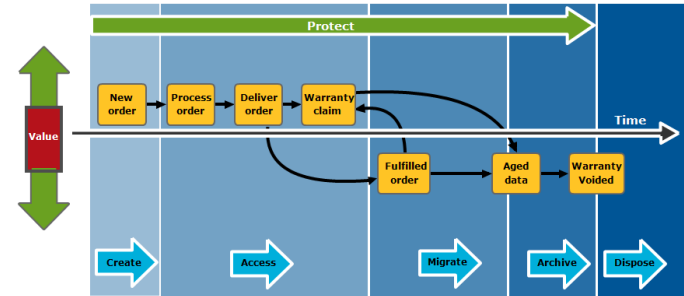 Protect
New
order
Process
order
Deliver
order
Warranty
claim
Time
Value
Fulfilled
order
Aged
data
Warranty
Voided
Create
Access
Migrate
Archive
Dispose